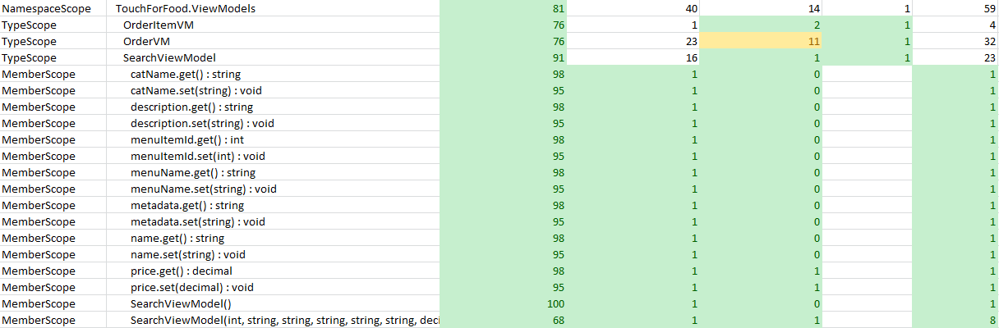 NamespaceScope TouchForFood.ViewModels 81 40 14 1 59
TypeScope OrderItemVM 76 1 2 1 4
TypeScope OrderVM 76 23 11 1 32
TypeScope SearchViewModel 91 16 1 1 23
MemberScope catName.get() : string 98 1 0 1
MemberScope catName.set(string) : void 95 1 0 1
MemberScope description.get() : string 98 1 0 1
MemberScope description.set(string) : void 95 1 0 1
MemberScope menuItemId.get() : int 98 1 0 1
MemberScope menuItemId.set(int) : void 95 1 0 1
MemberScope menuName.get() : string 98 1 0 1
MemberScope menuName.set(string) : void 95 1 0 1
MemberScope metadata.get() : string 98 1 0 1
MemberScope metadata.set(string) : void 95 1 0 1
MemberScope name.get() : string 98 1 0 1
MemberScope name.set(string) : void 95 1 0 1
MemberScope price.get() : decimal 98 1 1 1
MemberScope price.set(decimal) : void 95 1 1 1
MemberScope SearchViewModel() 100 1 0 1
MemberScope SearchViewModel(int, string, string, string, string, string, deci 68 1 1 8